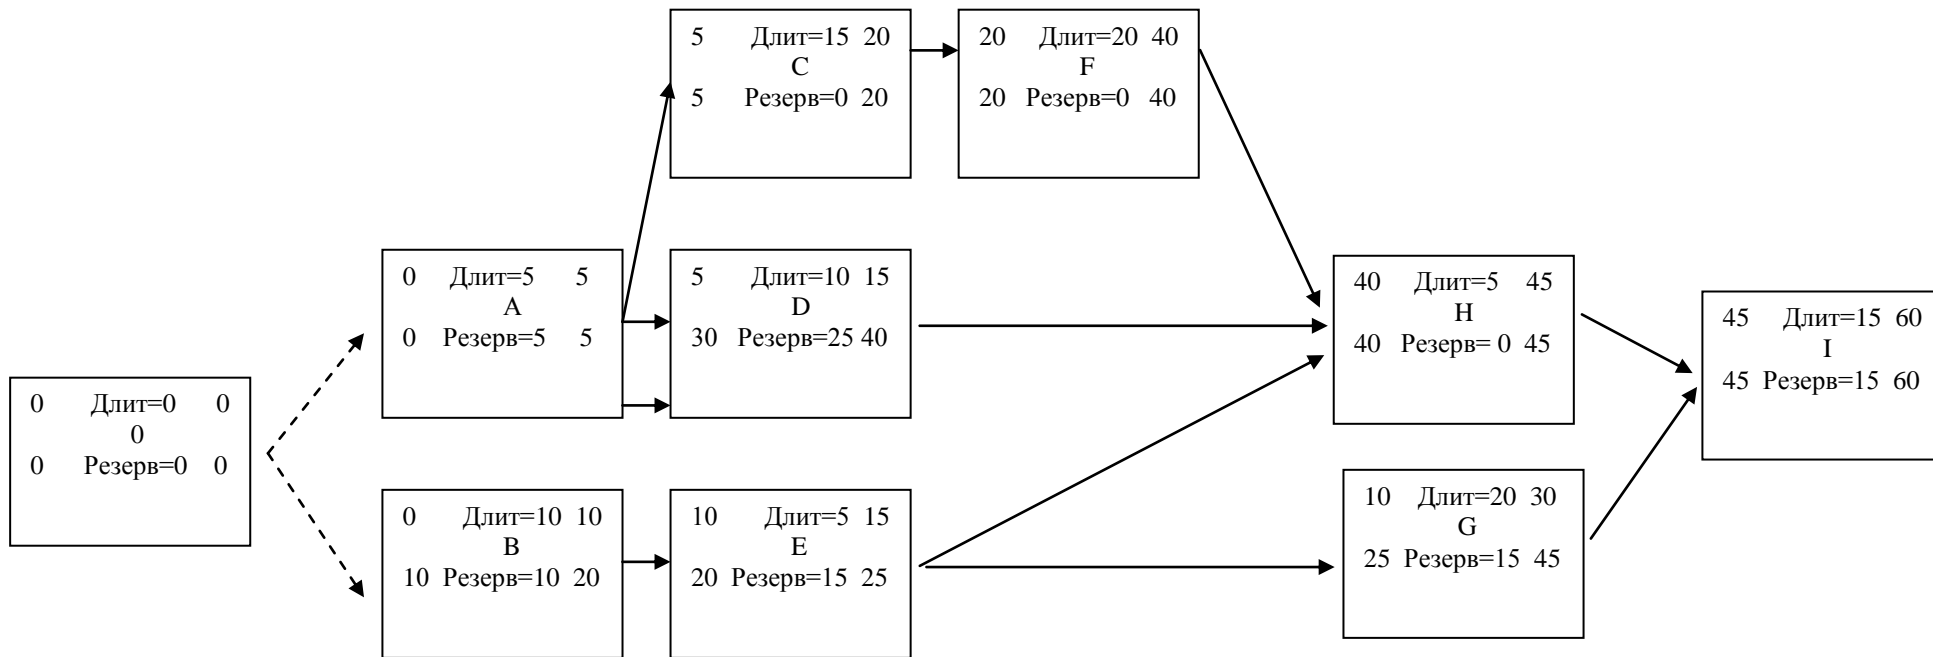 5 Длит=15 20
C
5 Резерв=0 20
20 Длит=20 40
F
20 Резерв=0 40
0 Длит=5 5
A
0 Резерв=5 5
5 Длит=10 15
D
30 Резерв=25 40
40 Длит=5 45
H
40 Резерв= 0 45
45 Длит=15 60
I
45 Резерв=15 60
0 Длит=0 0
0
0 Резерв=0 0
0 Длит=10 10
B
10 Резерв=10 20
10 Длит=5 15
E
20 Резерв=15 25
10 Длит=20 30
G
25 Резерв=15 45